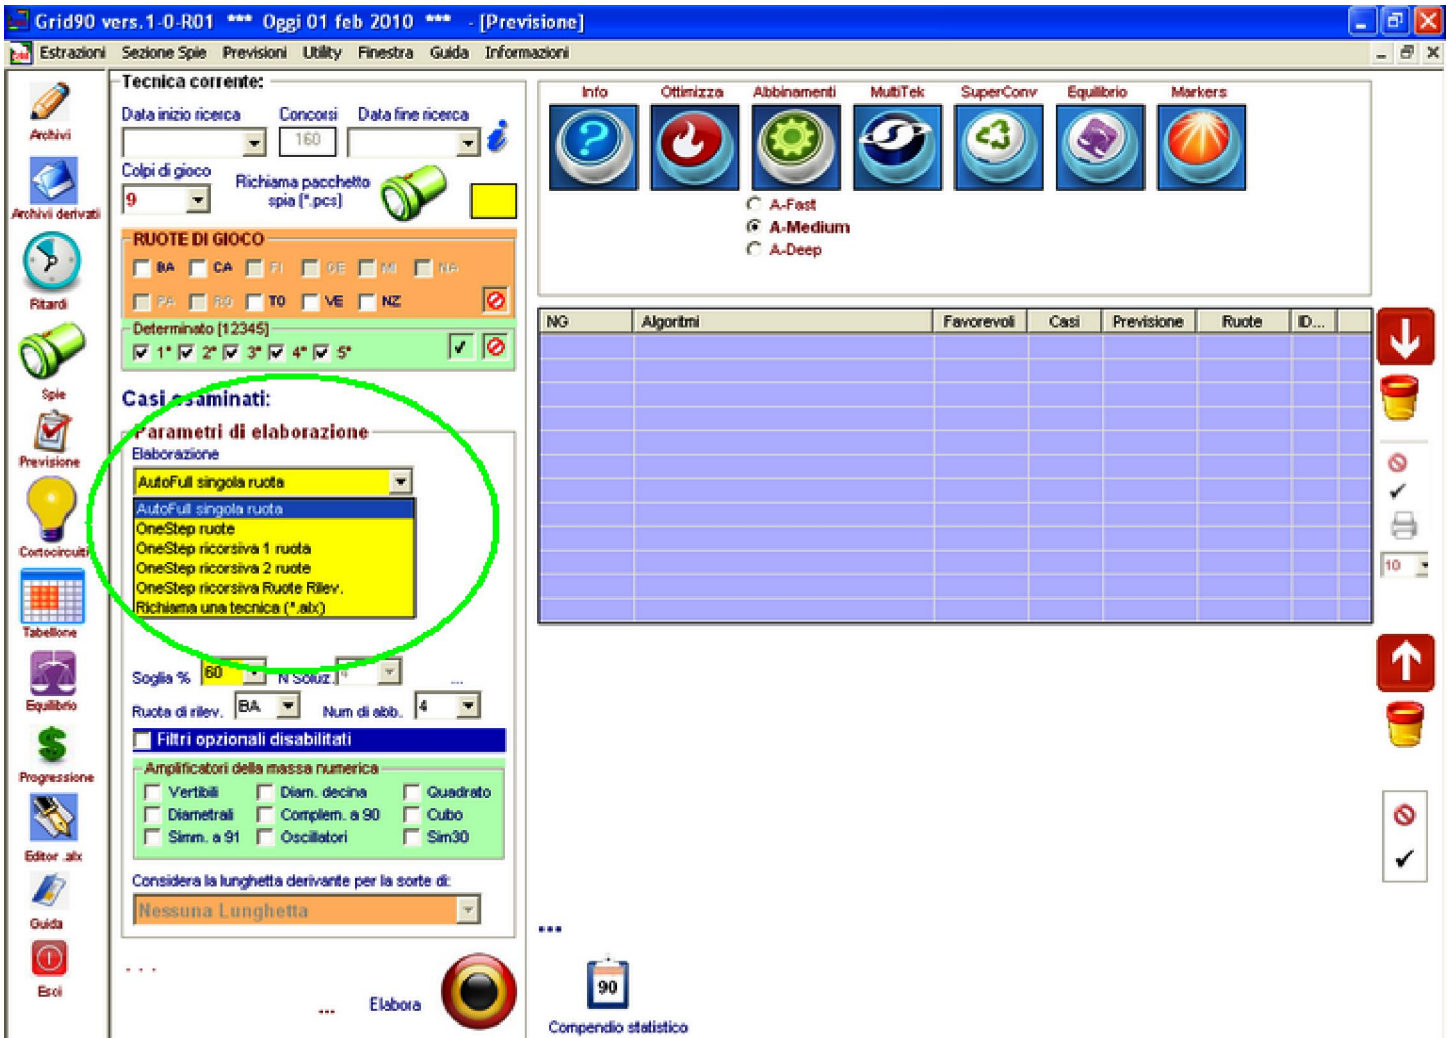 Grid90 vers.1-0-R01 *** Oggi 01 feb 2010 *** - [Previsione]
Estrazioni Sezione Spie Previsioni Utility Finestra Guida Informazioni
Archivi
Archivi derivati
Ritardi
Spie
Previsione
Cortocircuiti
Tabellone
Equilibrio
Progressione
Editor .alx
Guida
Esci
Tecnica corrente:
Data inizio ricerca Concorsi Data fine ricerca
160
Colpi di gioco
9
Richiama pacchetto
spia [*.pcs]
RUOTE DI GIOCO
BA CA FI GE MI NA
PA RO TO VE NZ
Determinato [12345]
1° 2° 3° 4° 5°
Casi esaminati:
Parametri di elaborazione
Elaborazione
AutoFull singola ruota
AutoFull singola ruota
OneStep ruote
OneStep ricorsiva 1 ruota
OneStep ricorsiva 2 ruote
OneStep ricorsiva Ruote Rilev.
Richiama una tecnica (*.alx)
Soglia % 60 N Soluz. 4 ...
Ruota di rilev. BA Num di abb. 4
Filtri opzionali disabilitati
Amplificatori della massa numerica
Vertibili Diam. decina Quadrato
Diametrali Complem. a 90 Cubo
Simm. a 91 Oscillatori Sim30
Considera la lunghetta derivante per la sorte di:
Nessuna Lunghetta
. . .
... Elabora
Info Ottimizza Abbinamenti MultiTek SuperConv Equilibrio Markers
A-Fast
A-Medium
A-Deep
NG Algoritmi Favorevoli Casi Previsione Ruote ID...
10
...
90
Compendio statistico